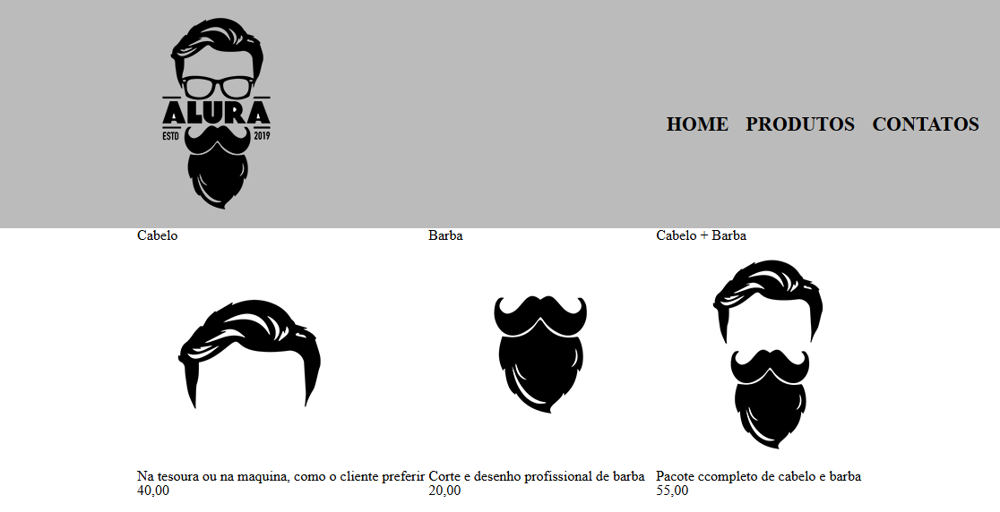 ALURA
ESTD 2019
HOME PRODUTOS CONTATOS
Cabelo
Barba
Cabelo + Barba
Na tesoura ou na maquina, como o cliente preferir
40,00
Corte e desenho profissional de barba
20,00
Pacote ccompleto de cabelo e barba
55,00